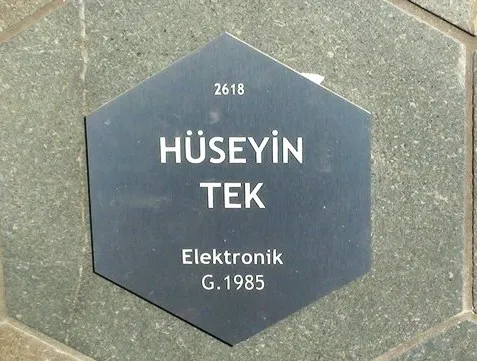 2618
HÜSEYİN
TEK
Elektronik
G.1985